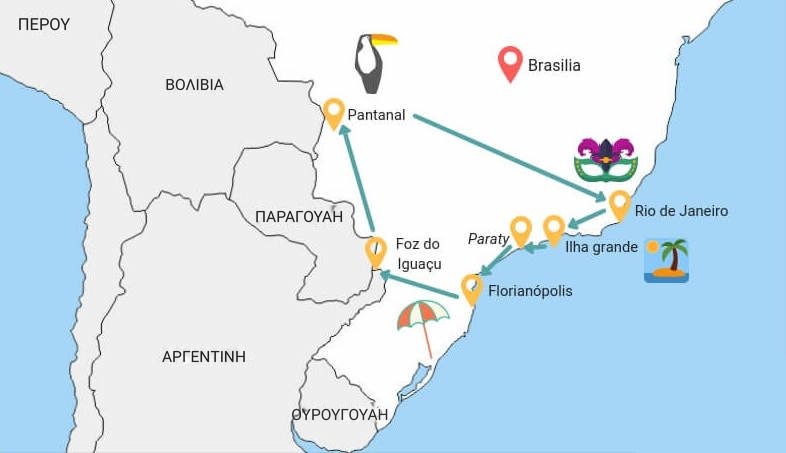 ΠΕΡΟΥ
Brasilia
ΒΟΛΙΒΙΑ
Pantanal
ΠΑΡΑΓΟΥΑΗ
Rio de Janeiro
Paraty
Foz do
Iguaçu
Ilha grande
Florianópolis
ΑΡΓΕΝΤΙΝΗ
ΟΥΡΟΥΓΟΥΑΗ